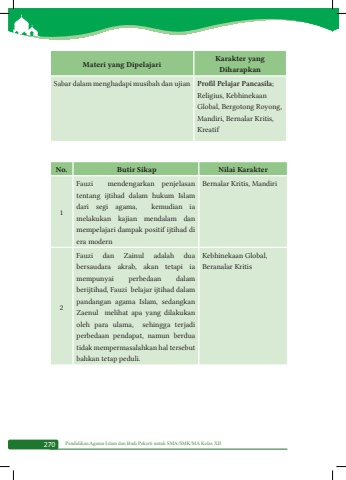 Materi yang Dipelajari
Karakter yang
Diharapkan
Sabar dalam menghadapi musibah dan ujian
Profil Pelajar Pancasila;
Religius, Kebhinekaan
Global, Bergotong Royong,
Mandiri, Bernalar Kritis,
Kreatif
No.
Butir Sikap
Nilai Karakter
1
Fauzi mendengarkan penjelasan
tentang ijtihad dalam hukum Islam
dari segi agama, kemudian ia
melakukan kajian mendalam dan
mempelajari dampak positif ijtihad di
era modern
Bernalar Kritis, Mandiri
2
Fauzi dan Zainul adalah dua
bersaudara akrab, akan tetapi ia
mempunyai perbedaan dalam
berijtihad, Fauzi belajar ijtihad dalam
pandangan agama Islam, sedangkan
Zaenul melihat apa yang dilakukan
oleh para ulama, sehingga terjadi
perbedaan pendapat, namun berdua
tidak mempermasalahkan hal tersebut
bahkan tetap peduli.
Kebhinekaan Global,
Beranalar Kritis
270
Pendidikan Agama Islam dan Budi Pekerti untuk SMA/SMK/MA Kelas XII